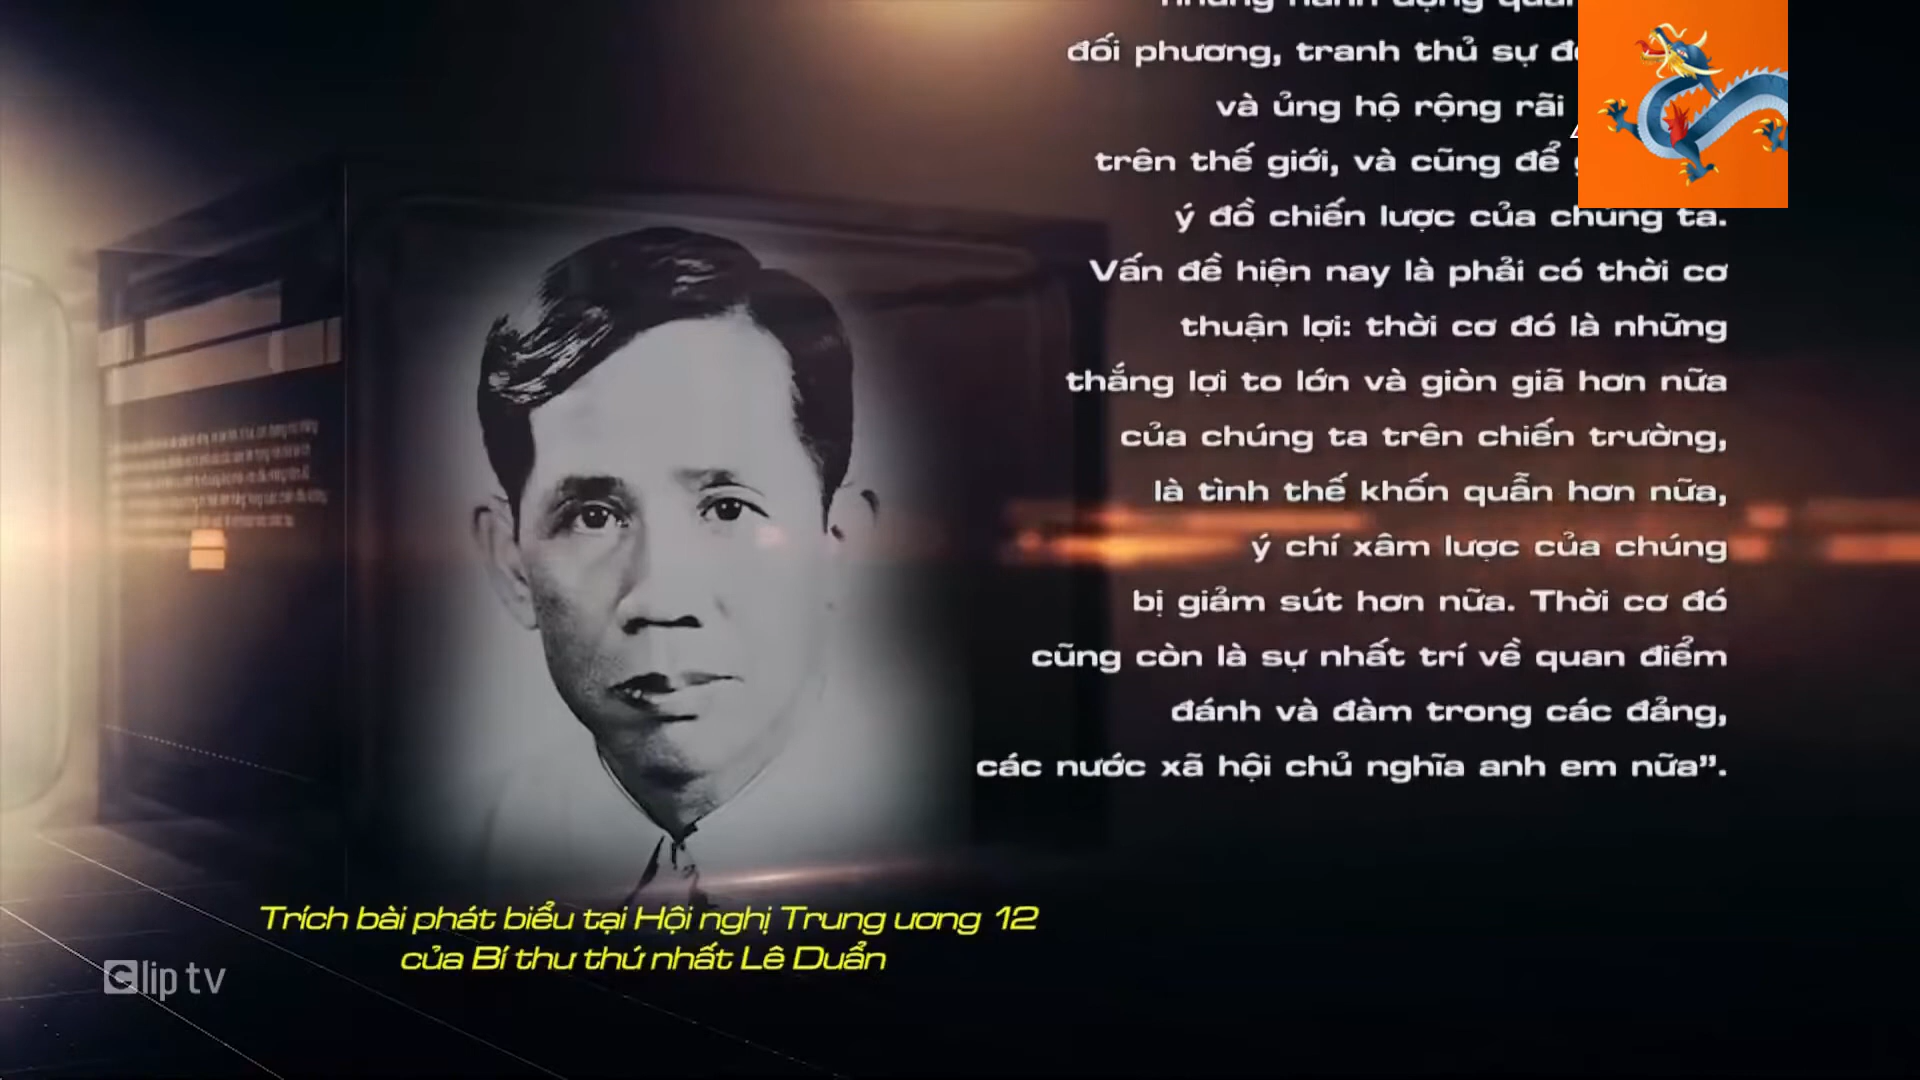 đối phương, tranh thủ sự
và ủng hộ rộng rãi
trên thế giới, và cũng để
ý đồ chiến lược của chúng ta.
Vấn đề hiện nay là phải có thời cơ
thuận lợi: thời cơ đó là những
thắng lợi to lớn và giòn giã hơn nữa
của chúng ta trên chiến trường,
là tình thế khốn quẫn hơn nữa,
ý chí xâm lược của chúng
bị giảm sút hơn nữa. Thời cơ đó
cũng còn là sự nhất trí về quan điểm
đánh và đàm trong các đảng,
các nước xã hội chủ nghĩa anh em nữa”.
Trích bài phát biểu tại Hội nghị Trung ương 12
của Bí thư thứ nhất Lê Duẩn
Clip tv